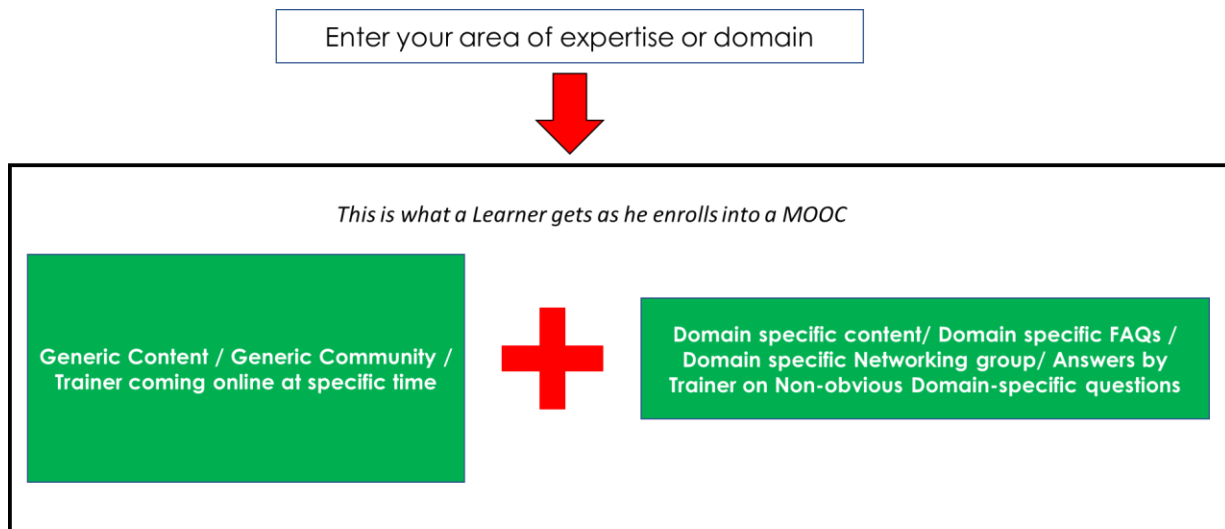 Enter your area of expertise or domain
This is what a Learner gets as he enrolls into a MOOC
Generic Content / Generic Community /
Trainer coming online at specific time
Domain specific content/ Domain specific FAQs /
Domain specific Networking group/ Answers by
Trainer on Non-obvious Domain-specific questions